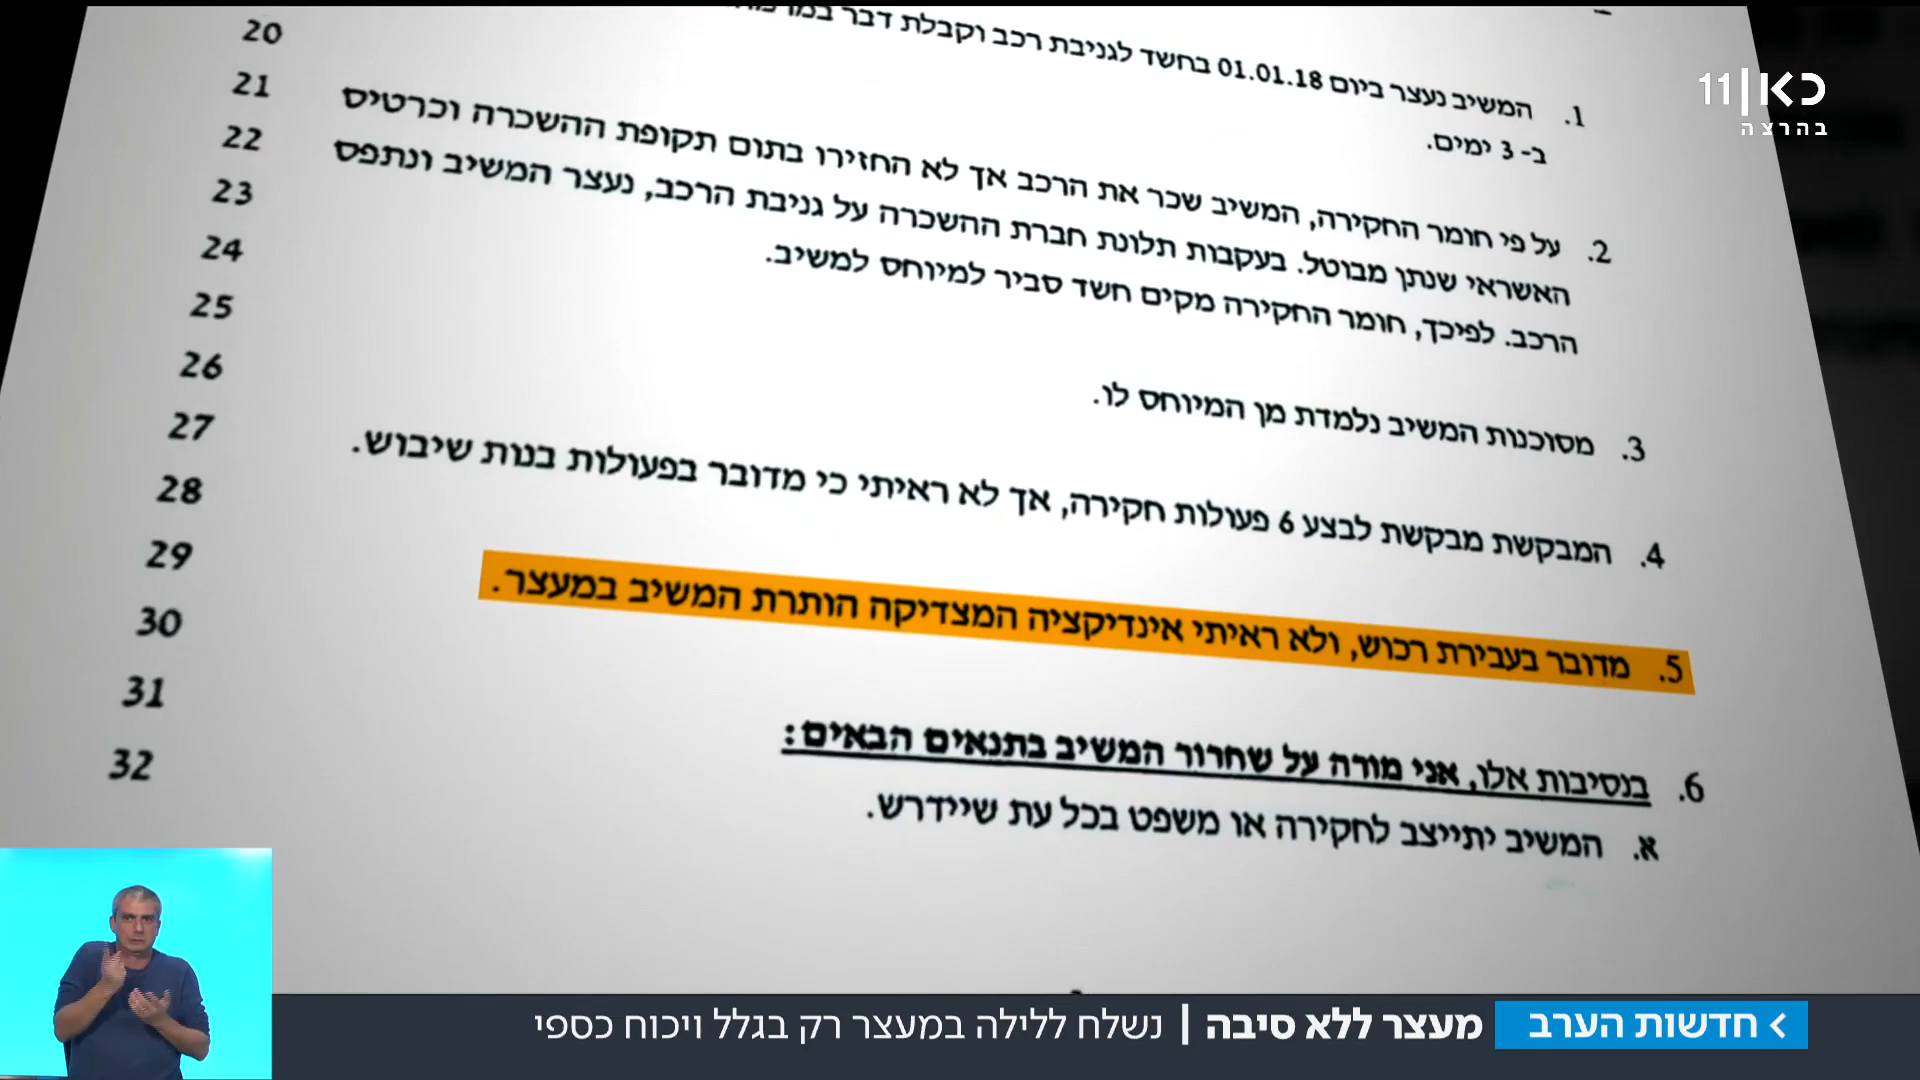 כאן 11
בהרצה
20
21
22
23
24
25
26
27
28
29
30
31
32
1. המשיב נעצר ביום 01.01.18 בחשד לגניבת רכב וקבלת דבר
ב- 3 ימים.
2. על פי חומר החקירה, המשיב שכר את הרכב אך לא החזירו בתום תקופת ההשכרה וכרטיס
האשראי שנתן מבוטל. בעקבות תלונת חברת ההשכרה על גניבת הרכב, נעצר המשיב ונתפס
הרכב. לפיכך, חומר החקירה מקים חשד סביר למיוחס למשיב.
3. מסוכנות המשיב נלמדת מן המיוחס לו.
4. המבקשת מבקשת לבצע 6 פעולות חקירה, אך לא ראיתי כי מדובר בפעולות בנות שיבוש.
5. מדובר בעבירת רכוש, ולא ראיתי אינדיקציה המצדיקה הותרת המשיב במעצר.
6. בנסיבות אלו, אני מורה על שחרור המשיב בתנאים הבאים:
א. המשיב יתייצב לחקירה או משפט בכל עת שיידרש.
חדשות הערב
מעצר ללא סיבה | נשלח ללילה במעצר רק בגלל ויכוח כספי